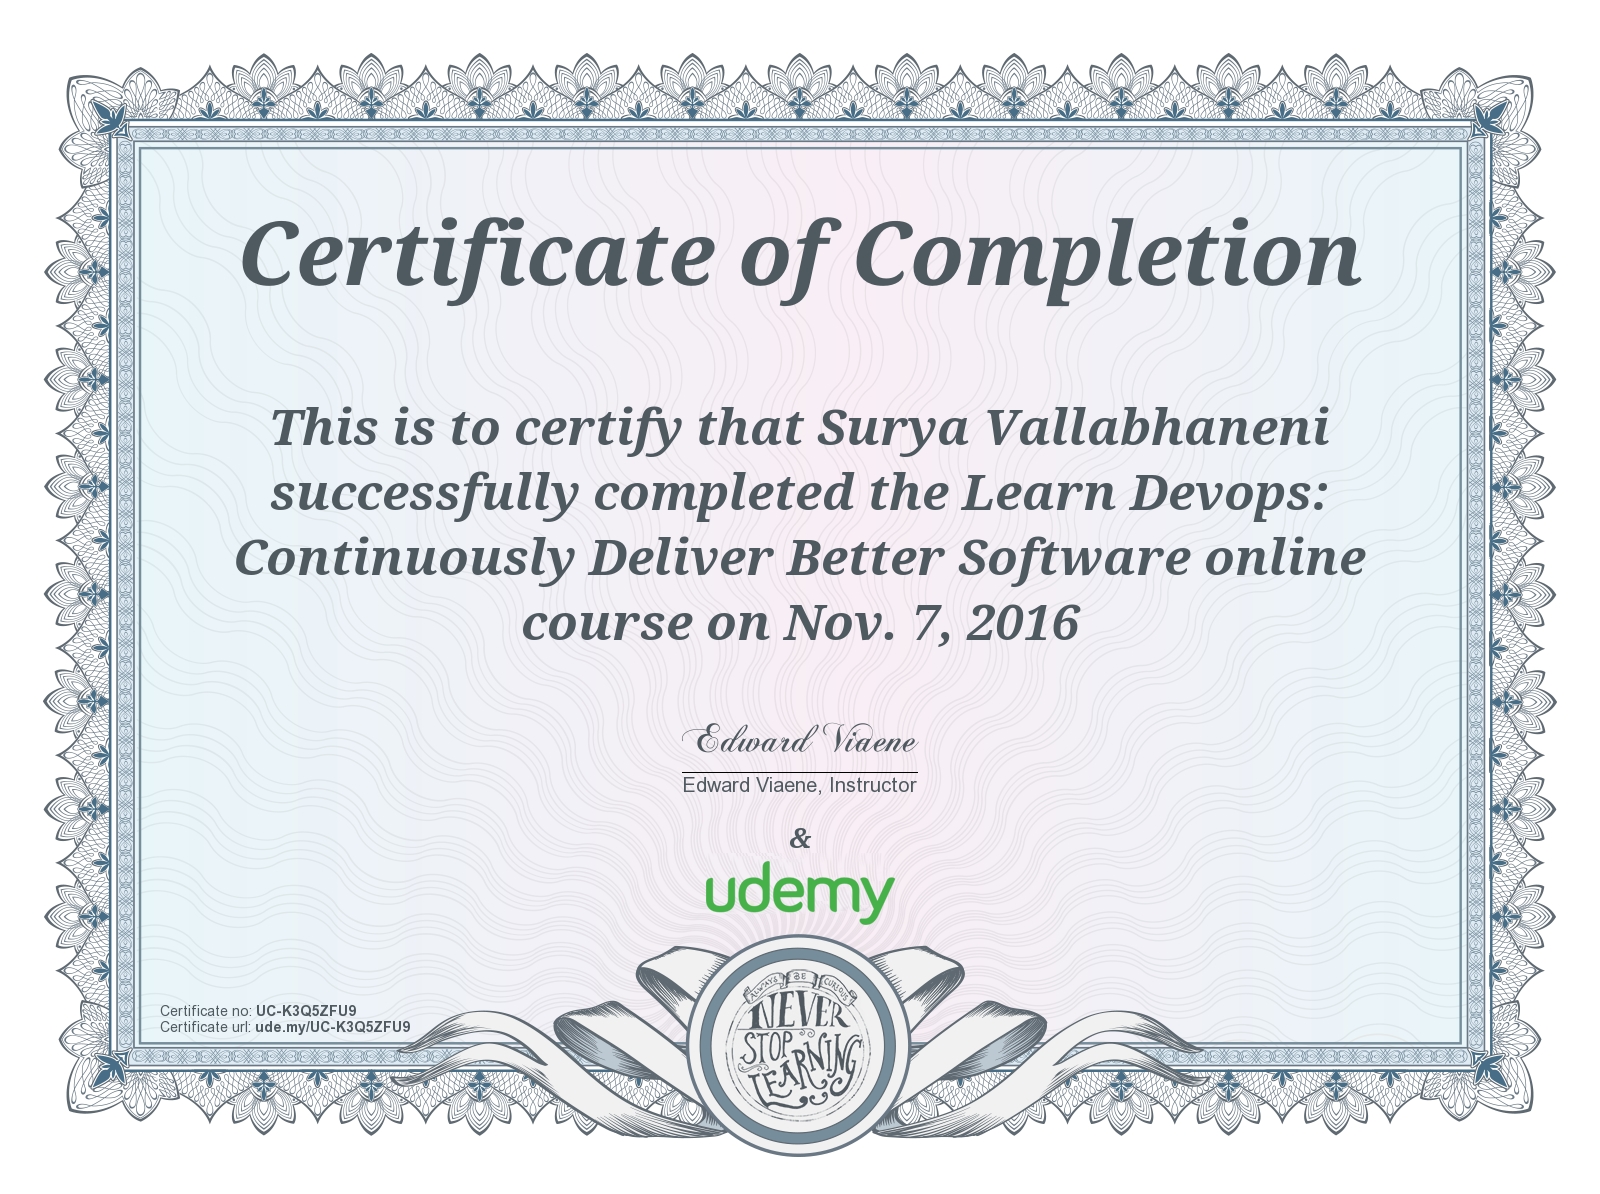 Certificate of Completion
This is to certify that Surya Vallabhaneni
successfully completed the Learn Devops:
Continuously Deliver Better Software online
course on Nov. 7, 2016
Edward Viaene
Edward Viaene, Instructor
&
udemy
Certificate no: UC-K3Q5ZFU9
Certificate url: ude.my/UC-K3Q5ZFU9
ALWAYS BE CURIOUS
NEVER
STOP
LEARNING